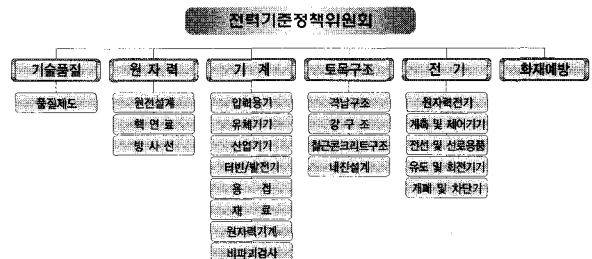 전력기준정책위원회
기술품질
원 자 력
기 계
토목구조
전 기
화재예방
품질제도
원전설계
핵 연 료
방 사 선
압력용기
유체기기
산업기기
터빈/발전기
용 접
재 료
원자력기계
비파괴검사
격납구조
강 구 조
철근콘크리트구조
내진설계
원자력전기
계측 및 제어기기
전선 및 선로용품
유도 및 회전기기
개폐 및 차단기